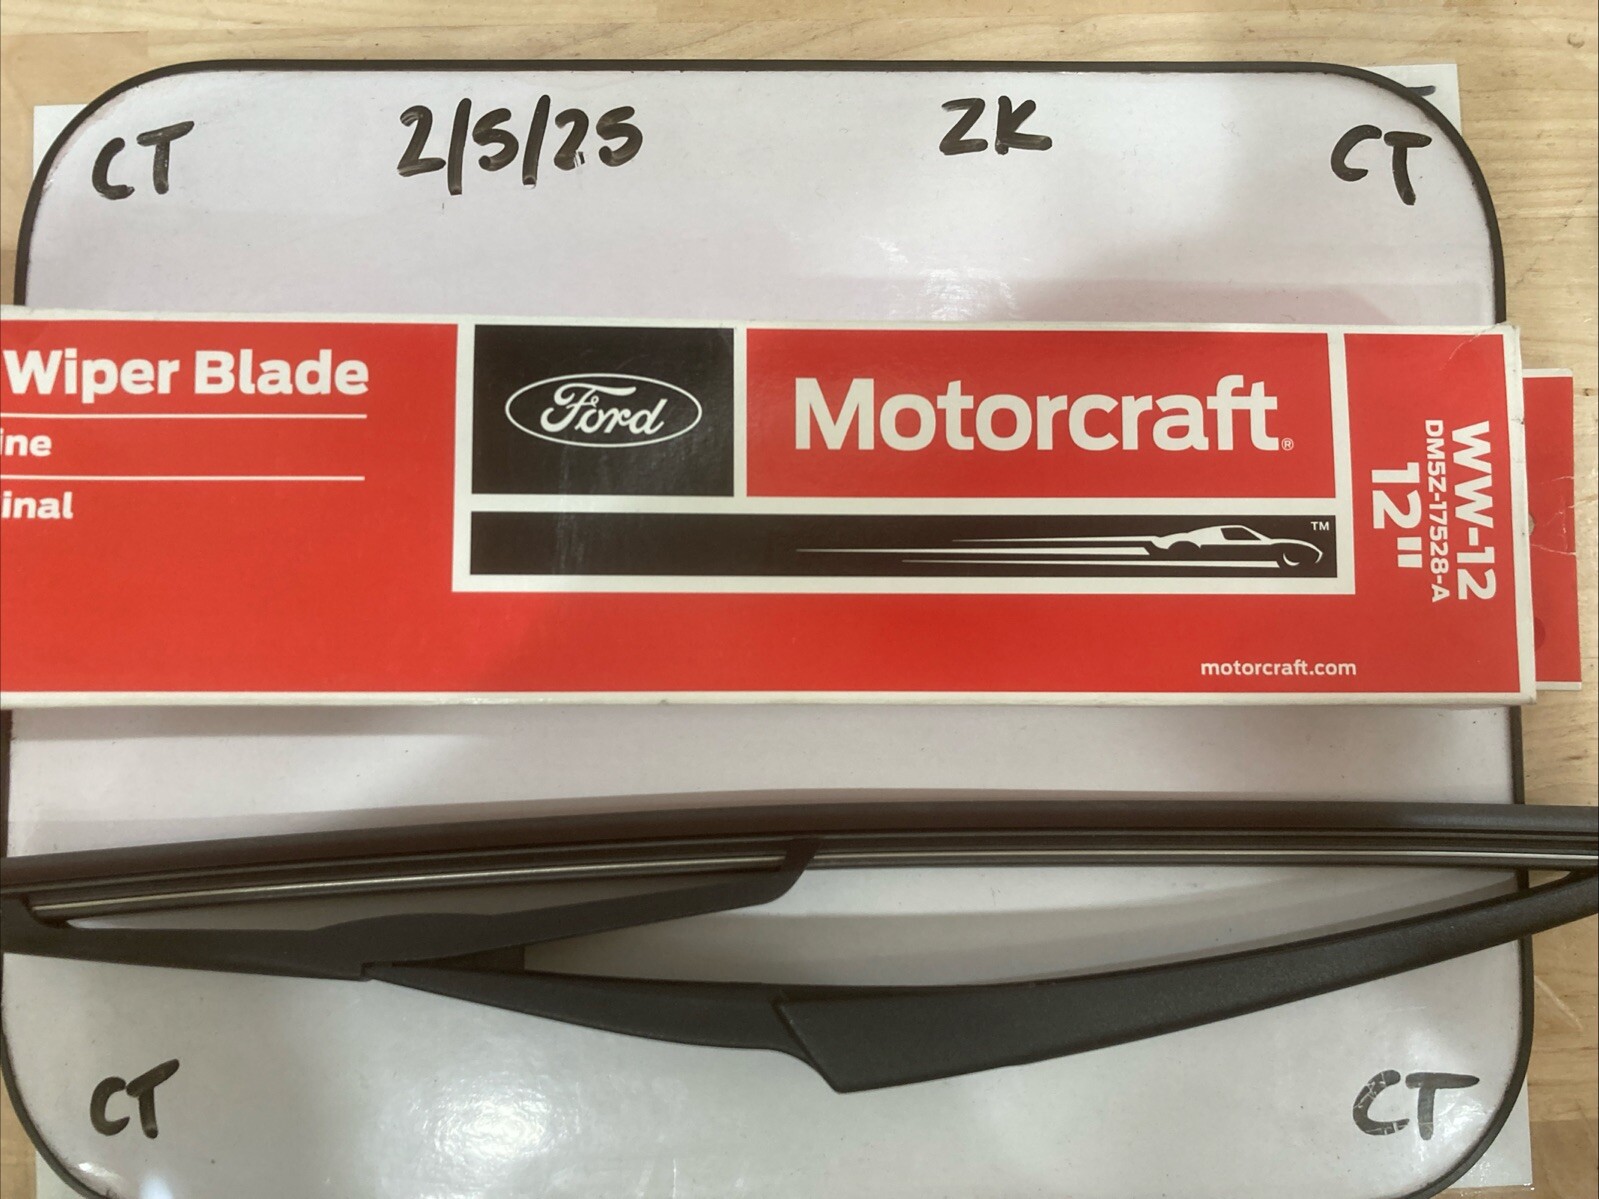 CT 2/5/25 ZK CT
Wiper Blade
ine
inal
Ford
Motorcraft®
TM
motorcraft.com
WW-12
DM5Z-17528-A
12"
CT CT